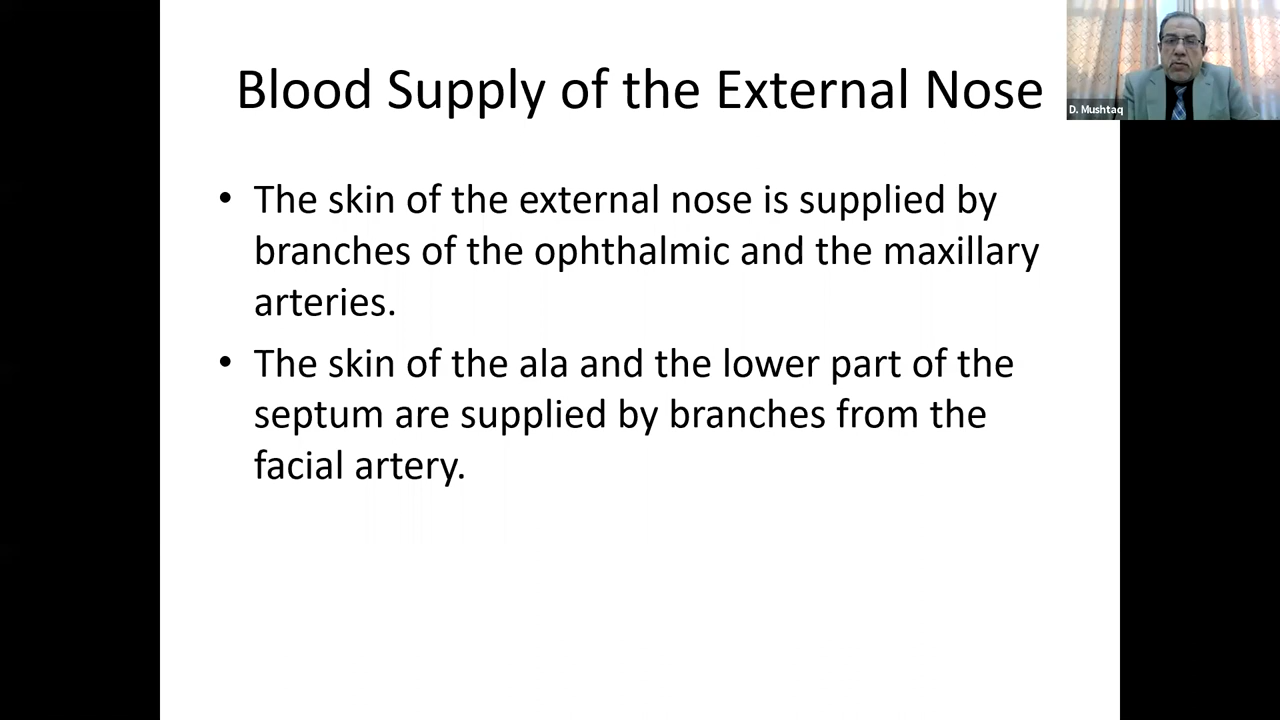 Blood Supply of the External Nose
D. Mushtaq
• The skin of the external nose is supplied by
branches of the ophthalmic and the maxillary
arteries.
• The skin of the ala and the lower part of the
septum are supplied by branches from the
facial artery.